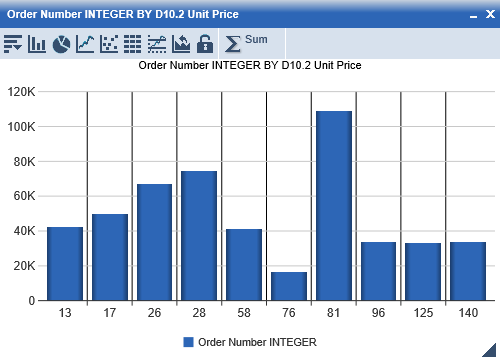 Order Number INTEGER BY D10.2 Unit Price
Sum
Order Number INTEGER BY D10.2 Unit Price
120K
100K
80K
60K
40K
20K
0
13 17 26 28 58 76 81 96 125 140
Order Number INTEGER